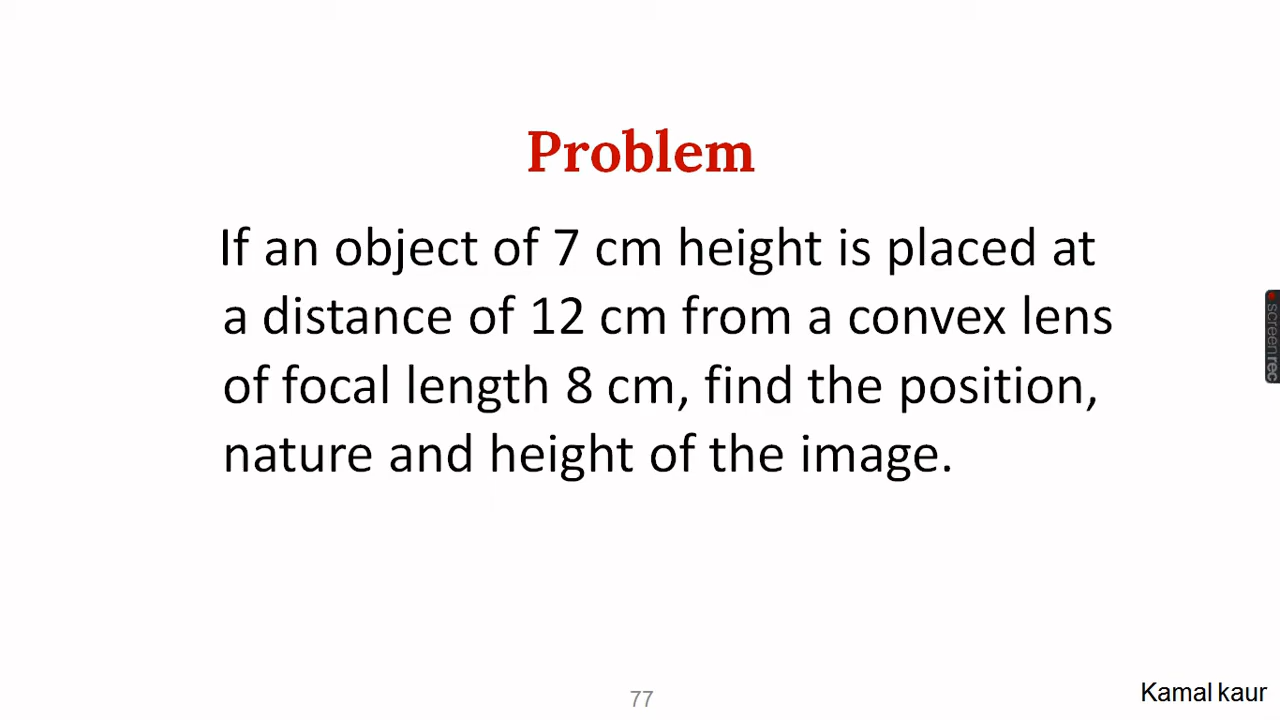 Problem
If an object of 7 cm height is placed at
a distance of 12 cm from a convex lens
of focal length 8 cm, find the position,
nature and height of the image.
screenrec
77
Kamal kaur